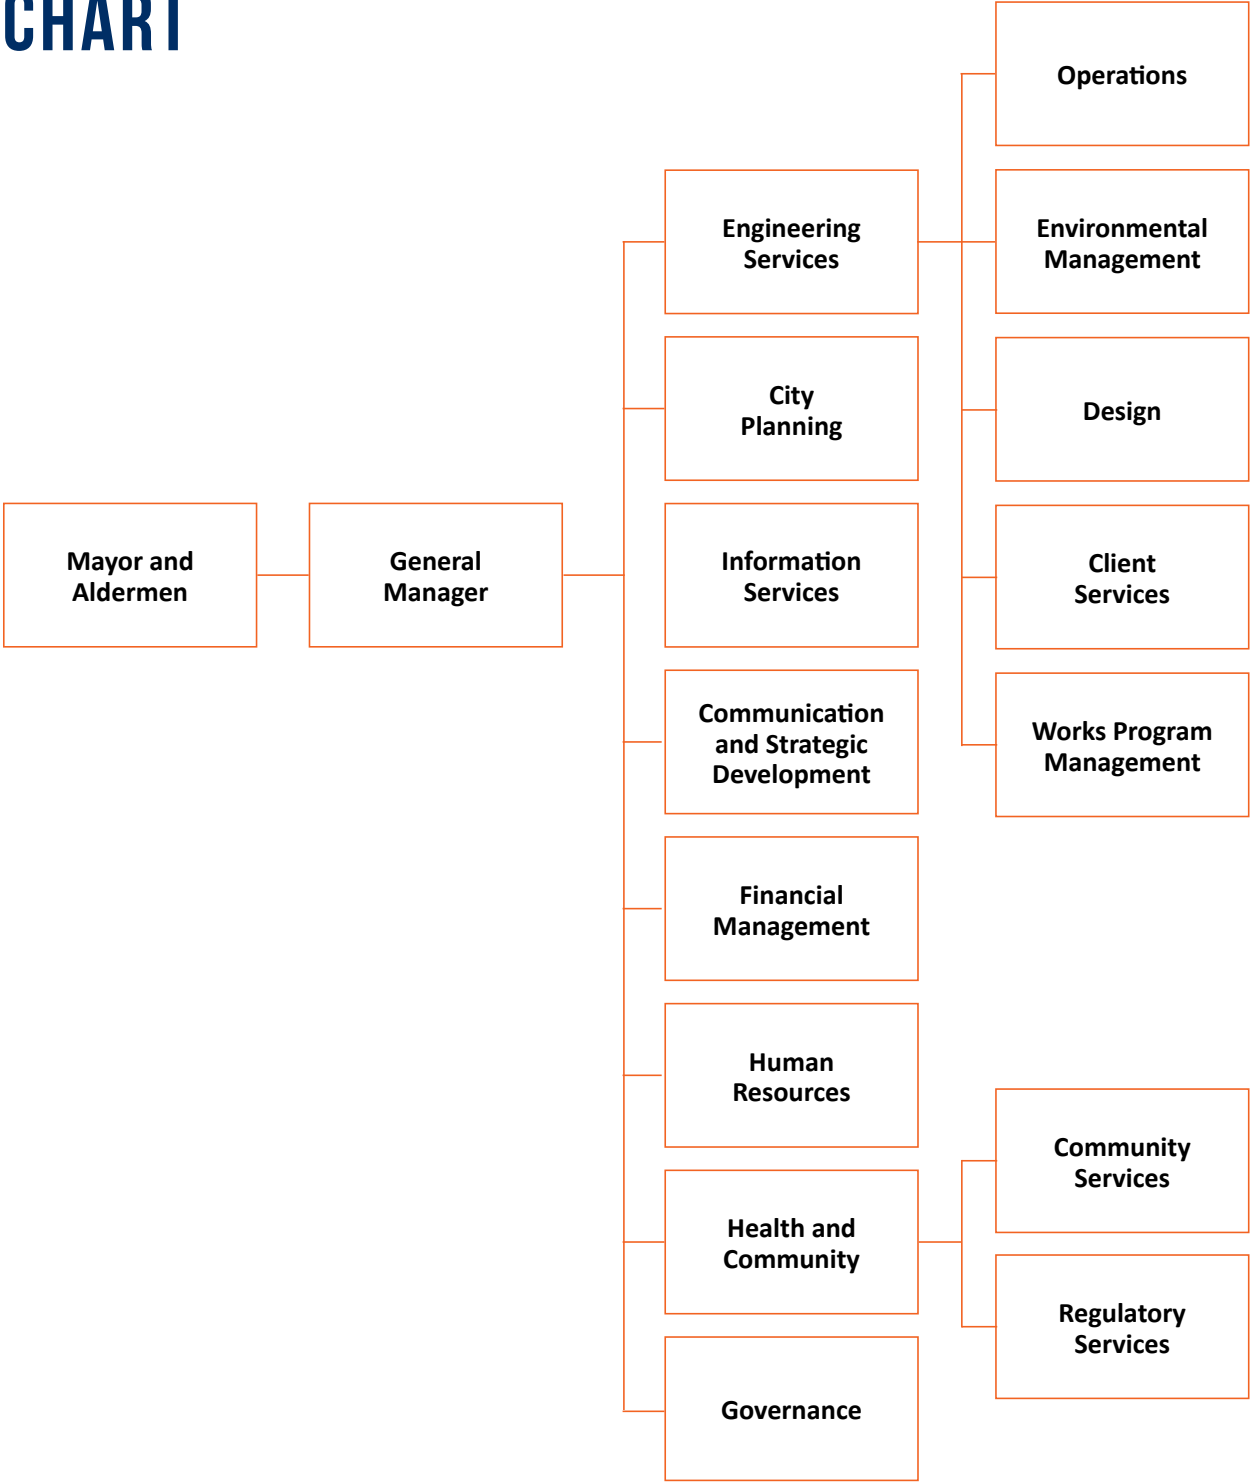 CHART
Operations
Engineering
Services
Environmental
Management
City
Planning
Design
Mayor and
Aldermen
General
Manager
Information
Services
Client
Services
Communication
and Strategic
Development
Works Program
Management
Financial
Management
Human
Resources
Community
Services
Health and
Community
Regulatory
Services
Governance